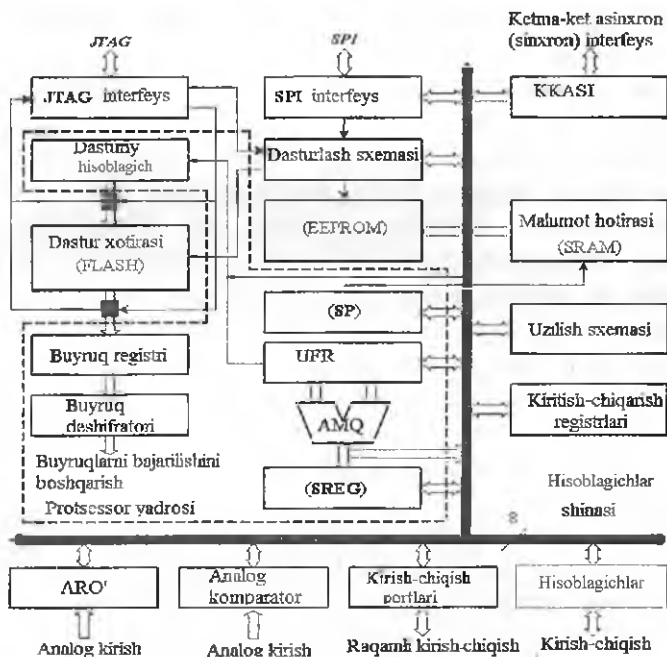 JTAG
SPI
Ketma-ket asinxron
(sinxron) interfeys
JTAG interfeys
SPI interfeys
KKASI
Dasturiy
hisoblagich
Dasturlash sxemasi
Dastur xotirasi
(FLASH)
(EEPROM)
Malumot hotirasi
(SRAM)
(SP)
Uzilish sxemasi
Buyruq registri
UFR
Buyruq
deshifratori
AMQ
Kiritish-chiqarish
registrlari
Buyruqlarni bajarilishini
boshqarish
(SREG)
Protsessor yadrosi
Hisoblagichlar
shinasi
8
ARO'
Analog
komparator
Kirish-chiqish
portlari
Hisoblagichlar
Analog kirish
Analog kirish
Raqamli kirish-chiqish
Kirish-chiqish